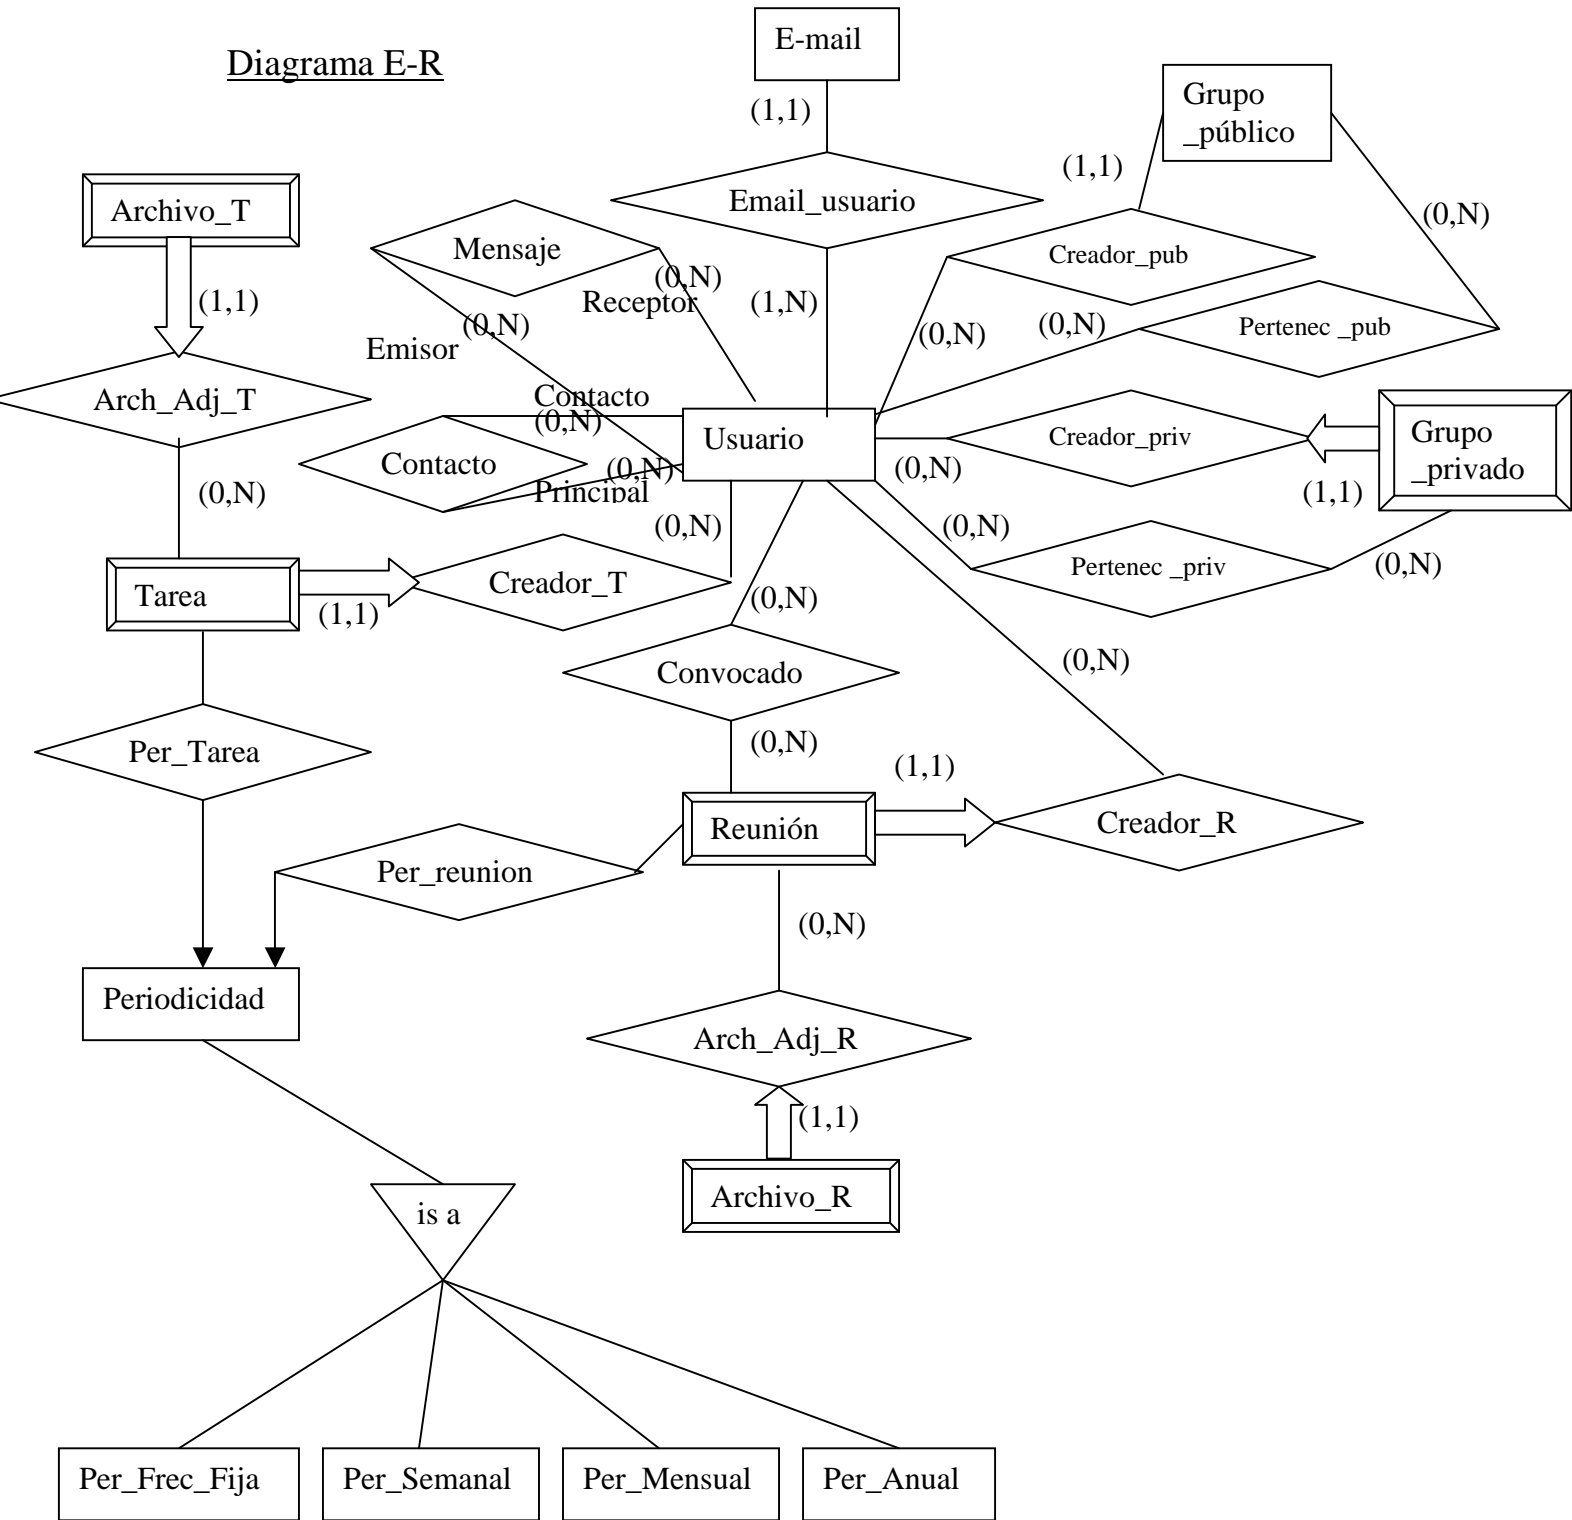 E-mail
Diagrama E-R
Grupo
_público
(1,1)
(1,1)
Archivo_T
Email_usuario
(0,N)
Mensaje
Creador_pub
(0,N)
Receptor
(1,1)
(1,N)
(0,N)
(0,N)
(0,N)
Pertenec _pub
Emisor
Contacto
Arch_Adj_T
(0,N)
Usuario
Creador_priv
Grupo
_privado
Contacto
(0,N)
(0,N)
Principal
(0,N)
(1,1)
(0,N)
(0,N)
Pertenec _priv
(0,N)
Creador_T
Tarea
(1,1)
(0,N)
(0,N)
Convocado
(0,N)
Per_Tarea
(1,1)
Reunión
Creador_R
Per_reunion
(0,N)
Periodicidad
Arch_Adj_R
(1,1)
Archivo_R
is a
Per_Frec_Fija
Per_Semanal
Per_Mensual
Per_Anual